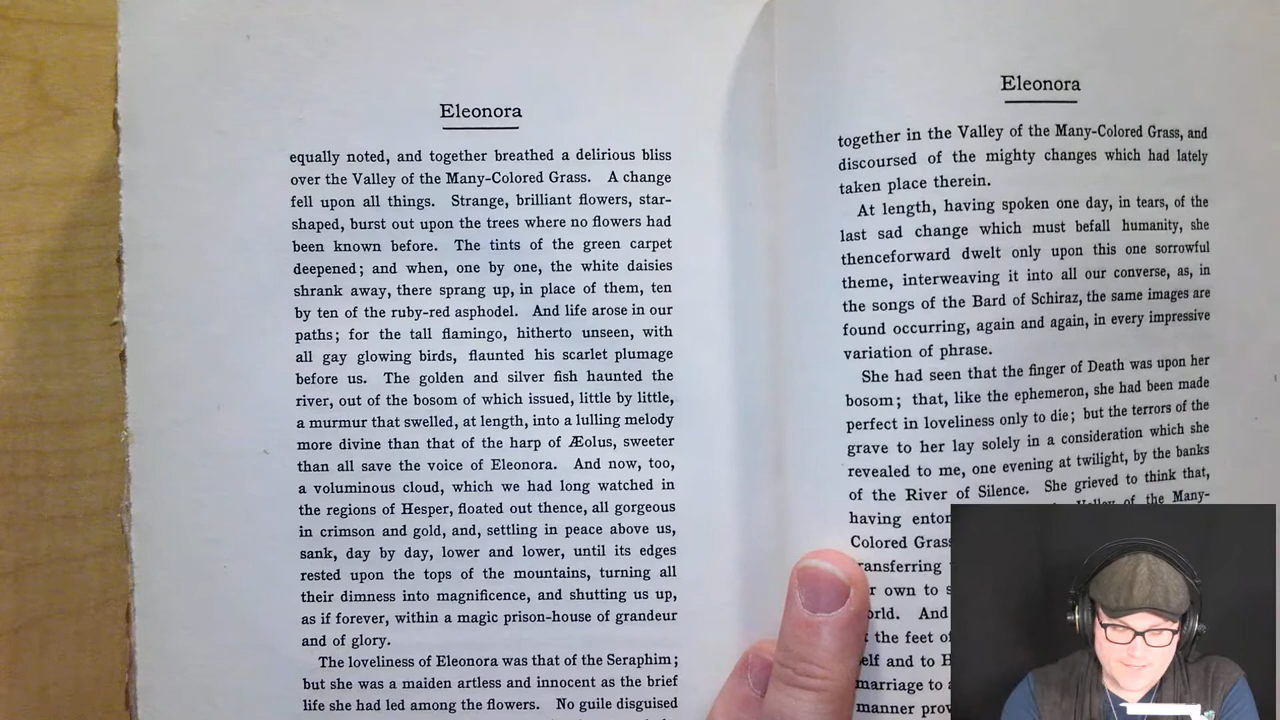 Eleonora
equally noted, and together breathed a delirious bliss
over the Valley of the Many-Colored Grass. A change
fell upon all things. Strange, brilliant flowers, star-
shaped, burst out upon the trees where no flowers had
been known before. The tints of the green carpet
deepened; and when, one by one, the white daisies
shrank away, there sprang up, in place of them, ten
by ten of the ruby-red asphodel. And life arose in our
paths; for the tall flamingo, hitherto unseen, with
all gay glowing birds, flaunted his scarlet plumage
before us. The golden and silver fish haunted the
river, out of the bosom of which issued, little by little,
a murmur that swelled, at length, into a lulling melody
more divine than that of the harp of Æolus, sweeter
than all save the voice of Eleonora. And now, too,
a voluminous cloud, which we had long watched in
the regions of Hesper, floated out thence, all gorgeous
in crimson and gold, and, settling in peace above us,
sank, day by day, lower and lower, until its edges
rested upon the tops of the mountains, turning all
their dimness into magnificence, and shutting us up,
as if forever, within a magic prison-house of grandeur
and of glory.
The loveliness of Eleonora was that of the Seraphim;
but she was a maiden artless and innocent as the brief
life she had led among the flowers. No guile disguised
Eleonora
together in the Valley of the Many-Colored Grass, and
discoursed of the mighty changes which had lately
taken place therein.
At length, having spoken one day, in tears, of the
last sad change which must befall humanity, she
thenceforward dwelt only upon this one sorrowful
theme, interweaving it into all our converse, as, in
the songs of the Bard of Schiraz, the same images are
found occurring, again and again, in every impressive
variation of phrase.
She had seen that the finger of Death was upon her
bosom; that, like the ephemeron, she had been made
perfect in loveliness only to die; but the terrors of the
grave to her lay solely in a consideration which she
revealed to me, one evening at twilight, by the banks
of the River of Silence. She grieved to think that,
having Valley of the Many-
Colored Grass
own to
And
the feet
and to
marriage to
manner